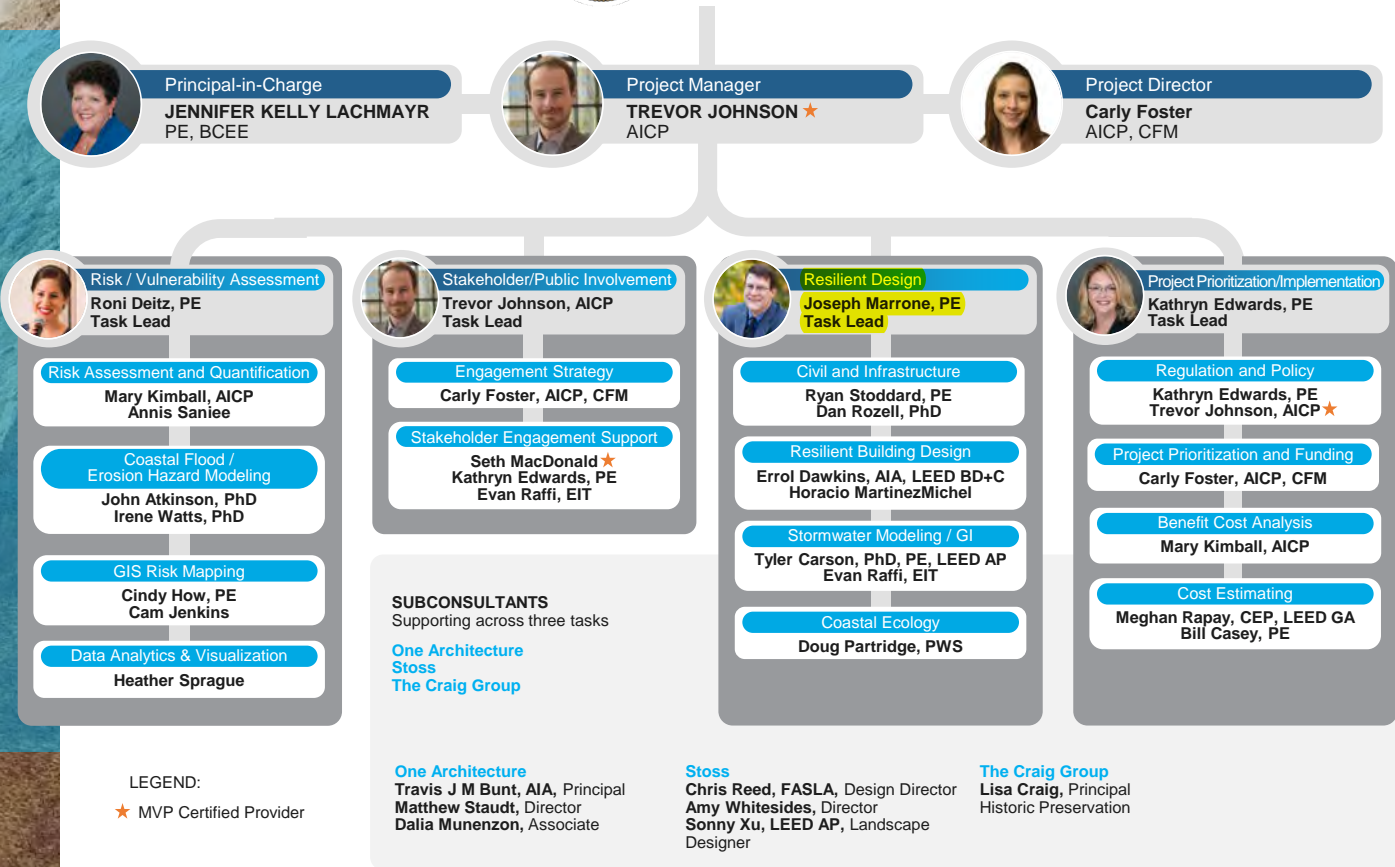 Principal-in-Charge
JENNIFER KELLY LACHMAYR
PE, BCEE
Project Manager
TREVOR JOHNSON ★
AICP
Project Director
Carly Foster
AICP, CFM
Risk / Vulnerability Assessment
Roni Deitz, PE
Task Lead
Risk Assessment and Quantification
Mary Kimball, AICP
Annis Saniee
Coastal Flood /
Erosion Hazard Modeling
John Atkinson, PhD
Irene Watts, PhD
GIS Risk Mapping
Cindy How, PE
Cam Jenkins
Data Analytics & Visualization
Heather Sprague
Stakeholder/Public Involvement
Trevor Johnson, AICP
Task Lead
Engagement Strategy
Carly Foster, AICP, CFM
Stakeholder Engagement Support
Seth MacDonald ★
Kathryn Edwards, PE
Evan Raffi, EIT
Resilient Design
Joseph Marrone, PE
Task Lead
Civil and Infrastructure
Ryan Stoddard, PE
Dan Rozell, PhD
Resilient Building Design
Errol Dawkins, AIA, LEED BD+C
Horacio MartinezMichel
Stormwater Modeling / GI
Tyler Carson, PhD, PE, LEED AP
Evan Raffi, EIT
Coastal Ecology
Doug Partridge, PWS
Project Prioritization/Implementation
Kathryn Edwards, PE
Task Lead
Regulation and Policy
Kathryn Edwards, PE
Trevor Johnson, AICP ★
Project Prioritization and Funding
Carly Foster, AICP, CFM
Benefit Cost Analysis
Mary Kimball, AICP
Cost Estimating
Meghan Rapay, CEP, LEED GA
Bill Casey, PE
SUBCONSULTANTS
Supporting across three tasks
One Architecture
Stoss
The Craig Group
One Architecture
Travis J M Bunt, AIA, Principal
Matthew Staudt, Director
Dalia Munenzon, Associate
Stoss
Chris Reed, FASLA, Design Director
Amy Whitesides, Director
Sonny Xu, LEED AP, Landscape
Designer
The Craig Group
Lisa Craig, Principal
Historic Preservation
LEGEND:
★ MVP Certified Provider